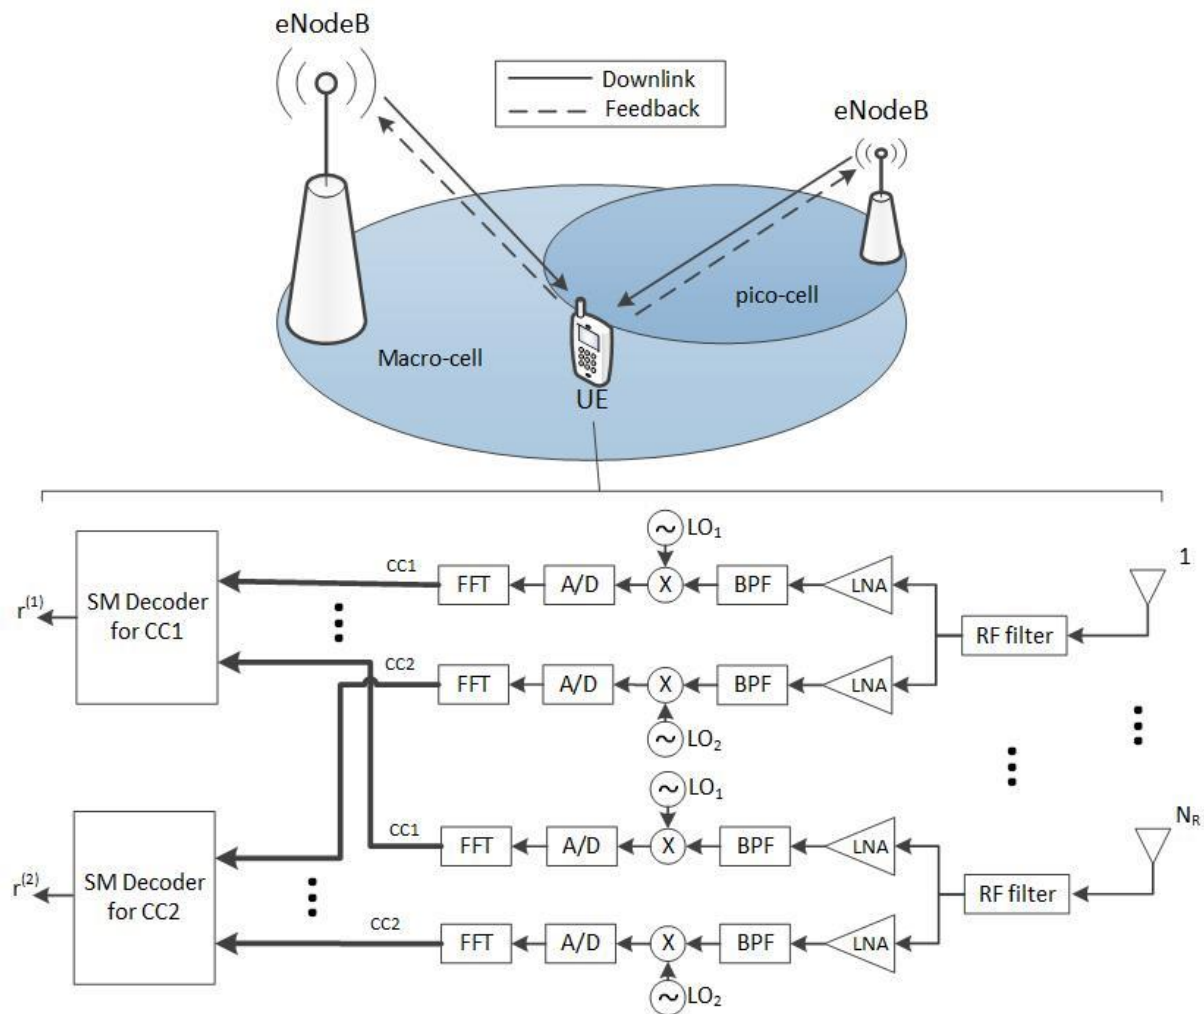 eNodeB
Downlink
Feedback
eNodeB
pico-cell
Macro-cell
UE
LO₁
1
CC1
SM Decoder
for CC1
FFT
A/D
X
BPF
LNA
r⁽¹⁾
RF filter
CC2
FFT
A/D
X
BPF
LNA
LO₂
LO₁
N_R
CC1
FFT
A/D
X
BPF
LNA
SM Decoder
for CC2
r⁽²⁾
RF filter
CC2
FFT
A/D
X
BPF
LNA
LO₂